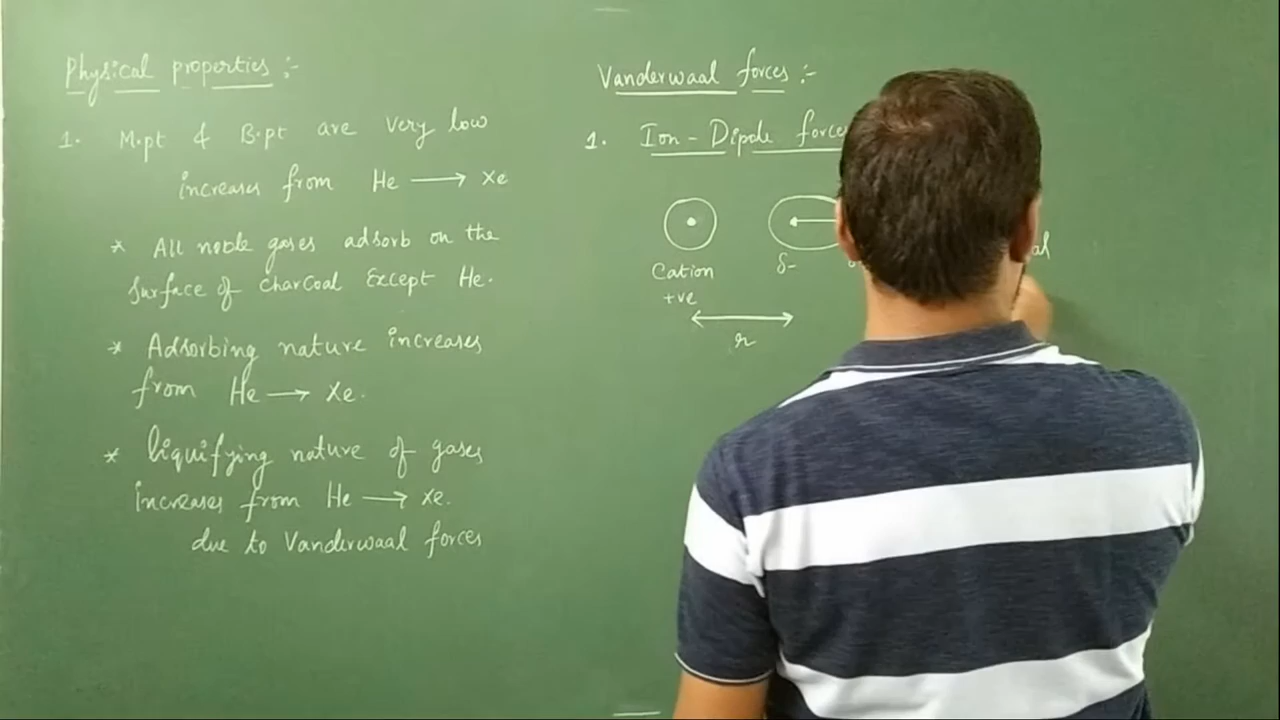 Physical properties :-
1. M.pt & B.pt are very low
increases from He → Xe
* All noble gases adsorb on the
surface of charcoal Except He.
* Adsorbing nature increases
from He → Xe.
* liquifying nature of gases
increases from He → Xe.
due to Vanderwaal forces
Vanderwaal forces :-
1. Ion - Dipole force
Cation
+ve
δ-
r